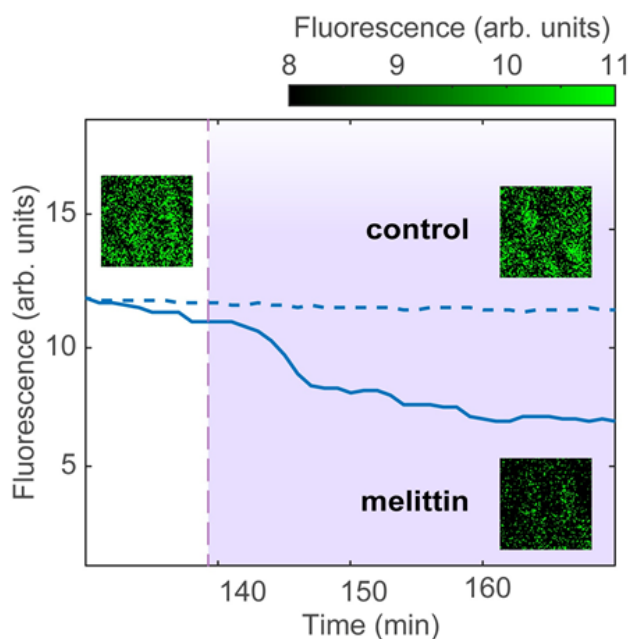 Fluorescence (arb. units)
8 9 10 11
Fluorescence (arb. units)
15
10
5
control
melittin
140 150 160
Time (min)